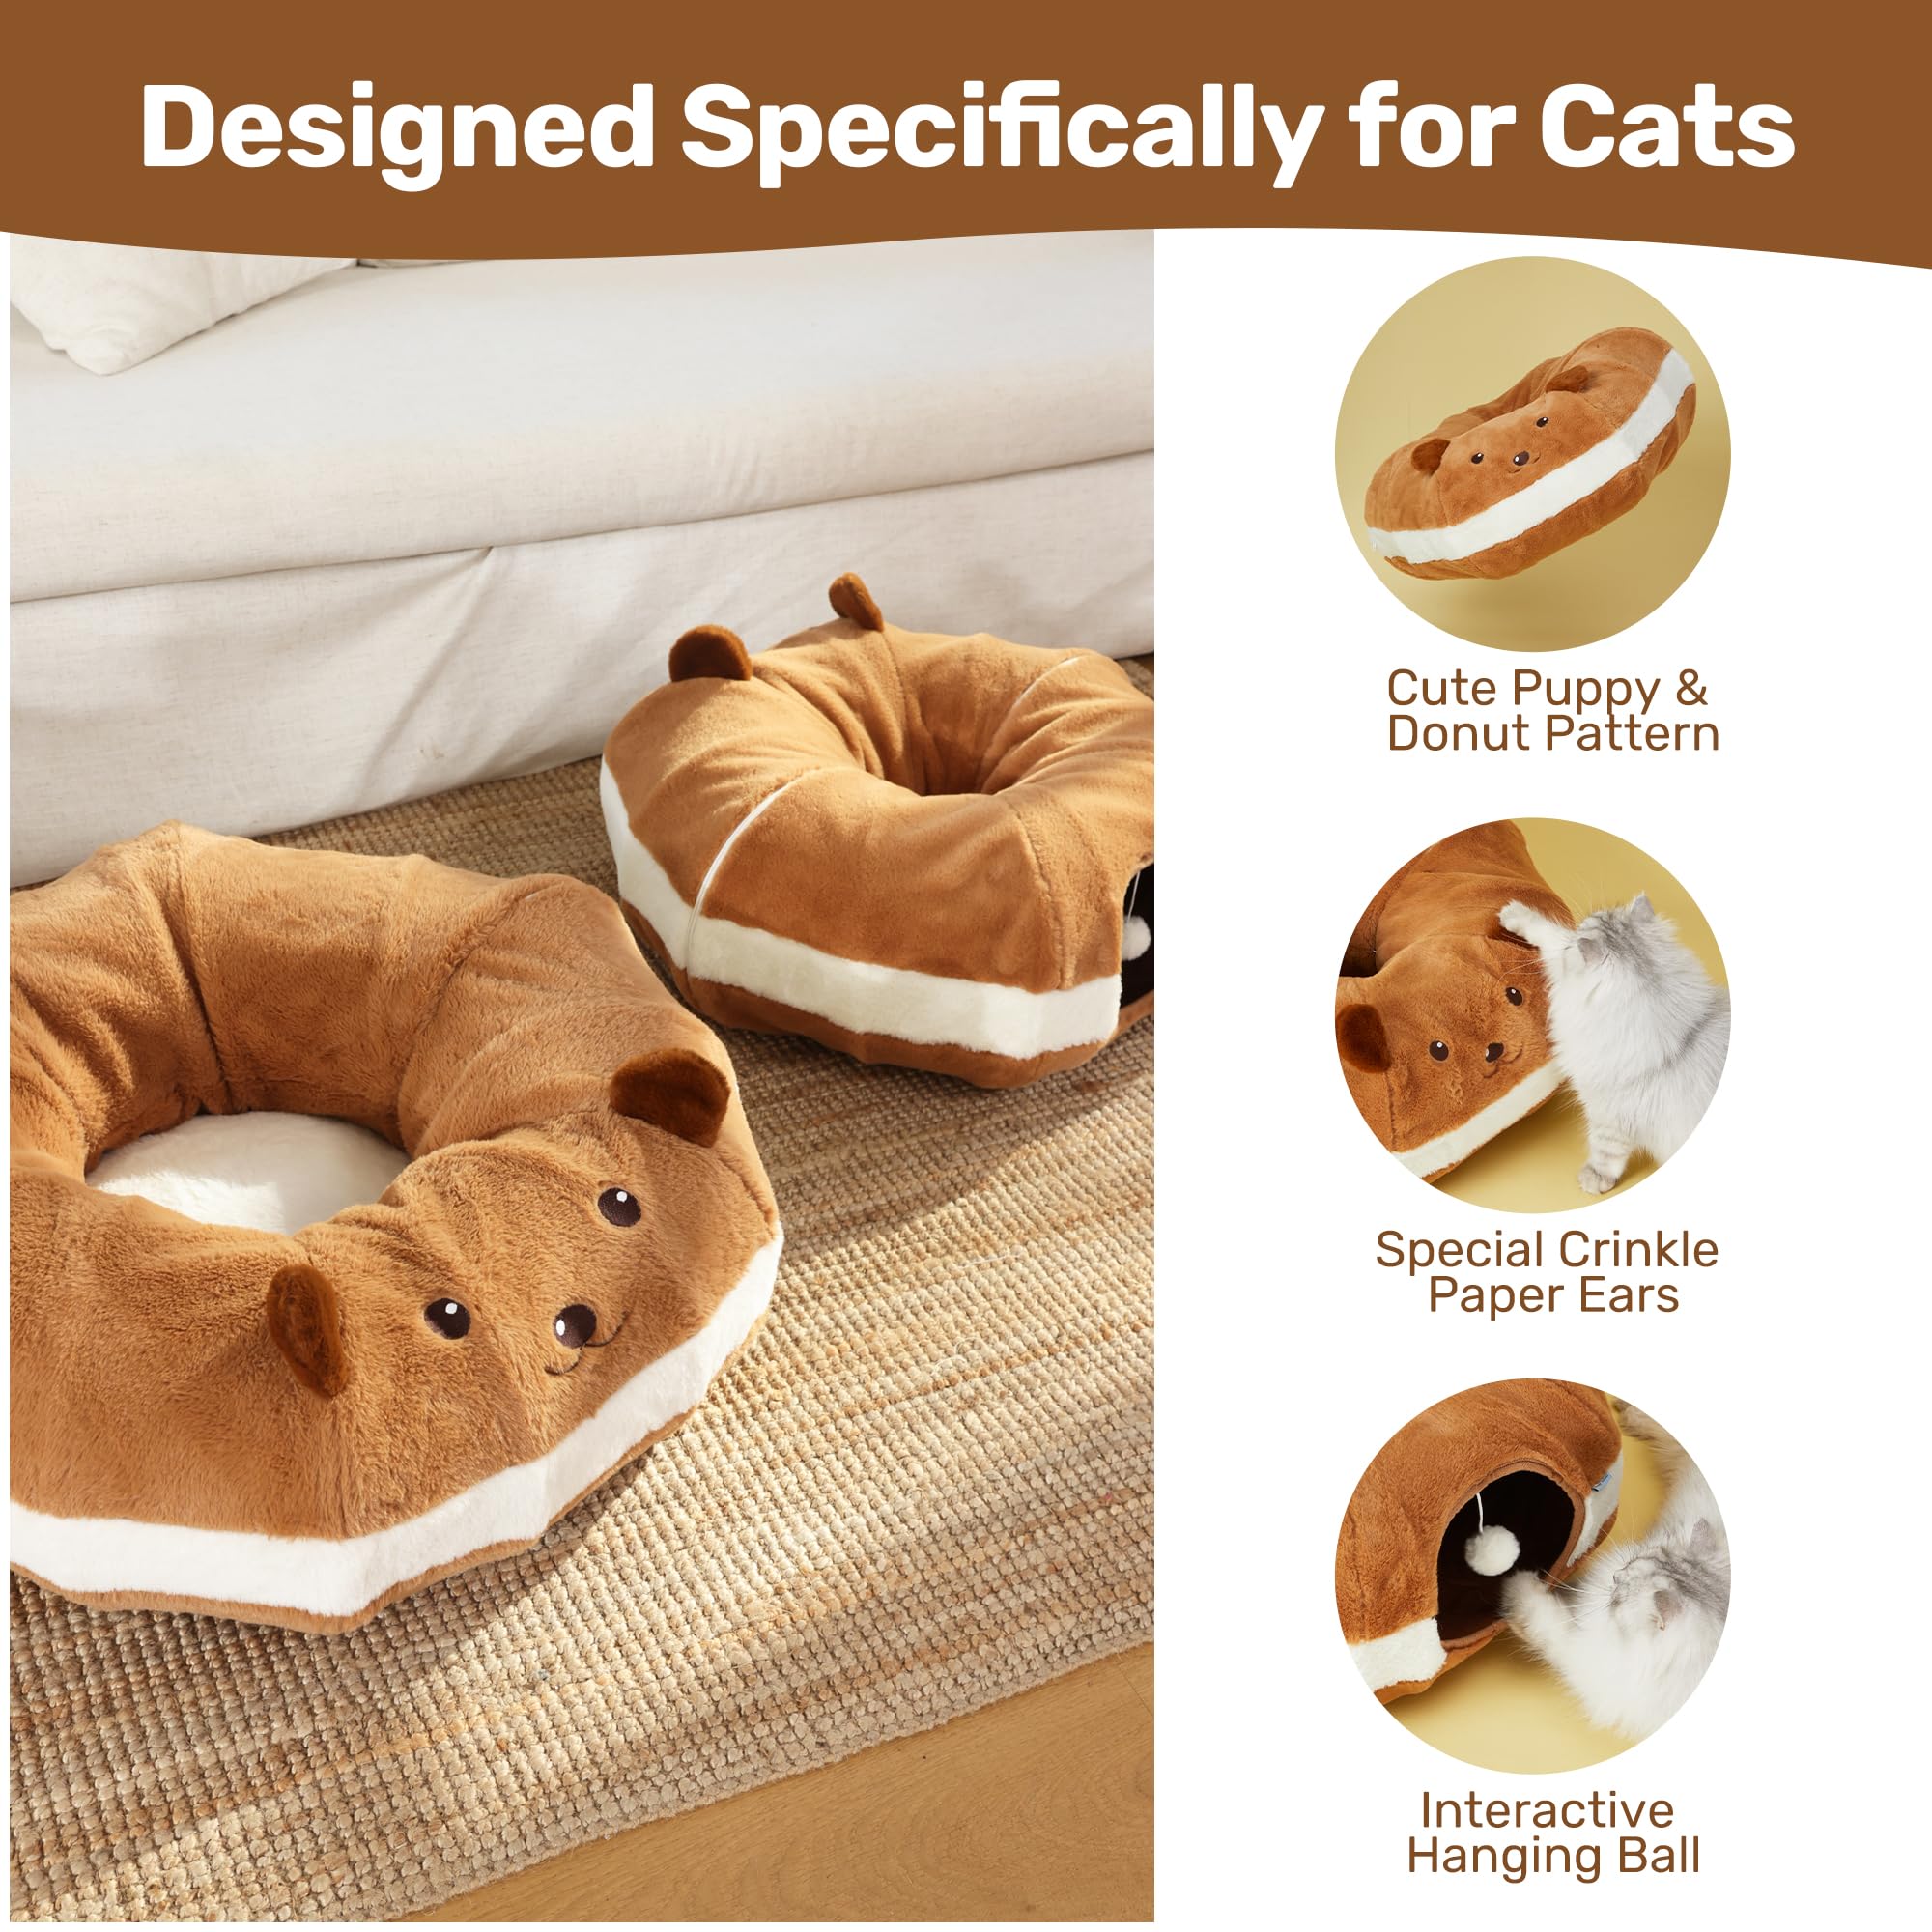 Designed Specifically for Cats
Cute Puppy &
Donut Pattern
Special Crinkle
Paper Ears
Interactive
Hanging Ball